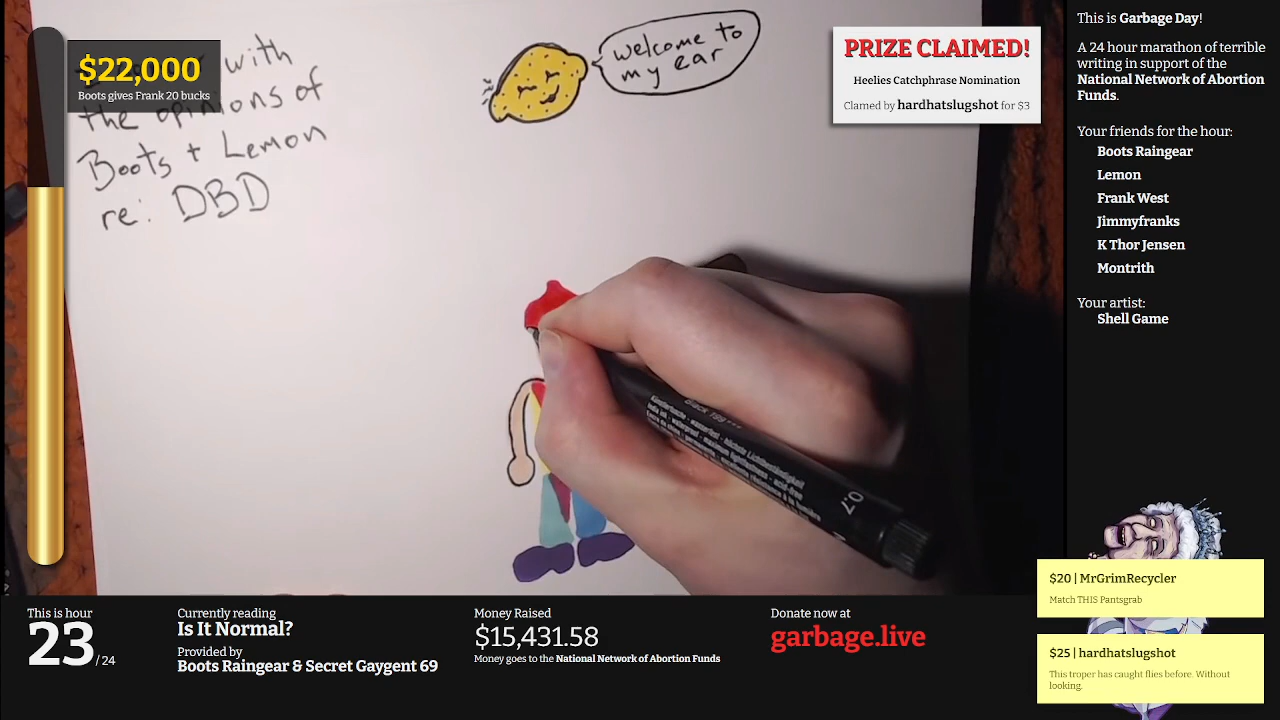 $22,000
Boots gives Frank 20 bucks
with
the opinions of
Boots + Lemon
re: DBD
welcome to
my ear
PRIZE CLAIMED!
Heelies Catchphrase Nomination
Clamed by hardhatslugshot for $3
This is Garbage Day!
A 24 hour marathon of terrible
writing in support of the
National Network of Abortion
Funds.
Your friends for the hour:
Boots Raingear
Lemon
Frank West
Jimmyfranks
K Thor Jensen
Montrith
Your artist:
Shell Game
0.7
$20 | MrGrimRecycler
Match THIS Pantsgrab
$25 | hardhatslugshot
This troper has caught flies before. Without
looking.
This is hour
23 / 24
Currently reading
Is It Normal?
Provided by
Boots Raingear & Secret Gaygent 69
Money Raised
$15,431.58
Money goes to the National Network of Abortion Funds
Donate now at
garbage.live